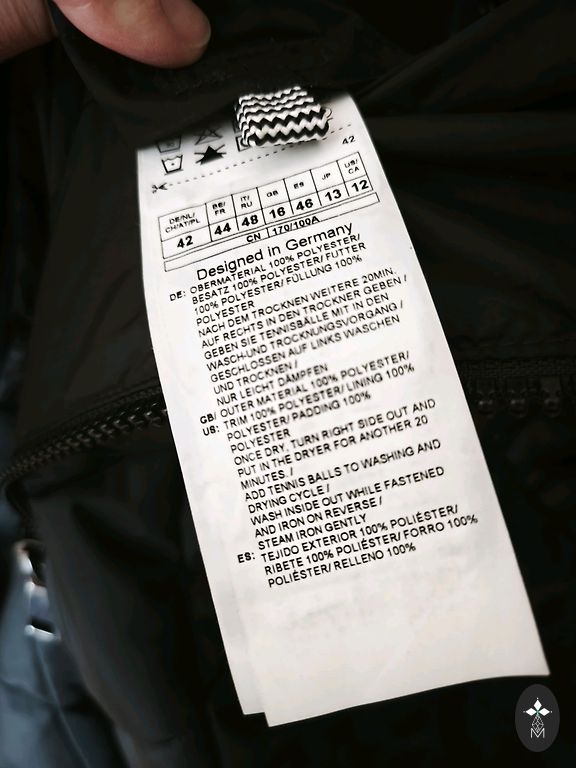 42
DE/NL/ CH/AT/PL BE/ FR IT/ RU GB ES JP US/ CA
42 44 48 16 46 13 12
CN 170/100A
Designed in Germany
DE: OBERMATERIAL 100% POLYESTER/
BESATZ 100% POLYESTER/ FUTTER
100% POLYESTER/ FÜLLUNG 100%
POLYESTER
NACH DEM TROCKNEN WEITERE 20MIN.
AUF RECHTS IN DEN TROCKNER GEBEN /
GEBEN SIE TENNISBÄLLE MIT IN DEN
WASCH-UND TROCKNUNGSVORGANG /
GESCHLOSSEN AUF LINKS WASCHEN
UND TROCKNEN /
NUR LEICHT DÄMPFEN
GB/ OUTER MATERIAL 100% POLYESTER/
US: TRIM 100% POLYESTER/ LINING 100%
POLYESTER/ PADDING 100%
POLYESTER
ONCE DRY, TURN RIGHT SIDE OUT AND
PUT IN THE DRYER FOR ANOTHER 20
MINUTES. /
ADD TENNIS BALLS TO WASHING AND
DRYING CYCLE /
WASH INSIDE OUT WHILE FASTENED
AND IRON ON REVERSE /
STEAM IRON GENTLY
ES: TEJIDO EXTERIOR 100% POLIÉSTER/
RIBETE 100% POLIÉSTER/ FORRO 100%
POLIÉSTER/ RELLENO 100%
M